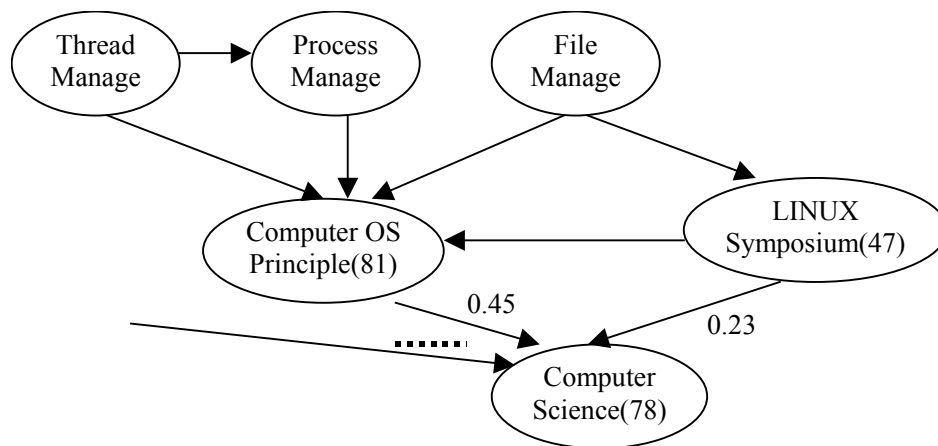 Thread
Manage
Process
Manage
File
Manage
Computer OS
Principle(81)
LINUX
Symposium(47)
0.45
0.23
Computer
Science(78)